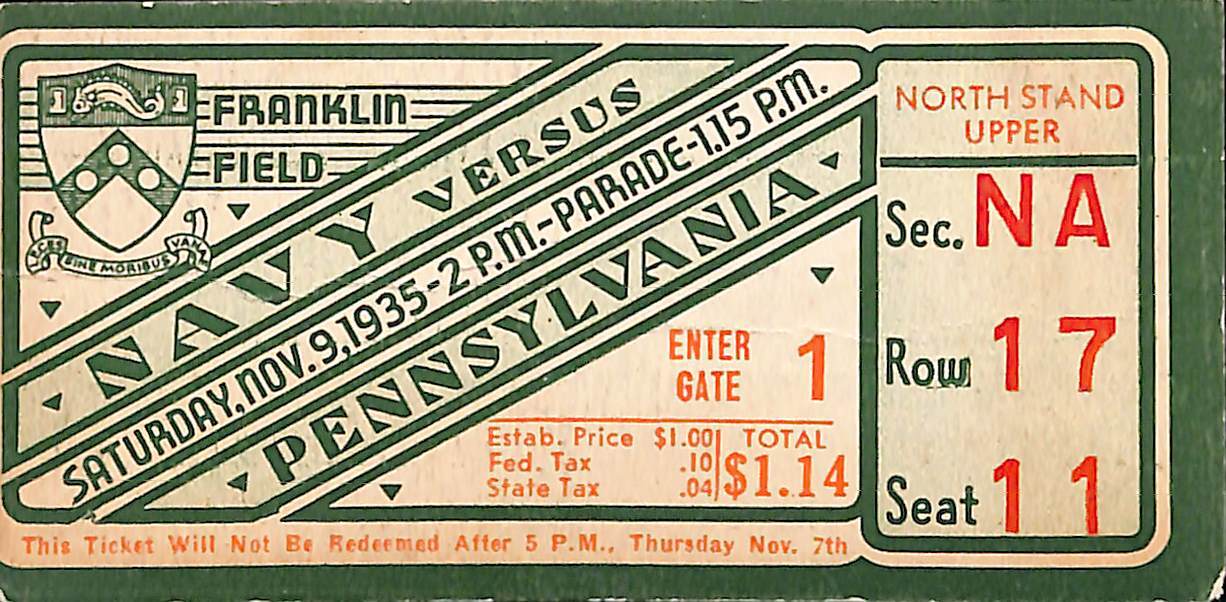 FRANKLIN
FIELD
SINE MORIBUS VANÆ
NAVY VERSUS
SATURDAY, NOV. 9, 1935-2 P.M.-PARADE-1.15 P.M.
PENNSYLVANIA
ENTER
GATE 1
Estab. Price $1.00
Fed. Tax .10
State Tax .04
TOTAL
$1.14
This Ticket Will Not Be Redeemed After 5 P.M., Thursday Nov. 7th
NORTH STAND
UPPER
Sec. NA
Row 17
Seat 11